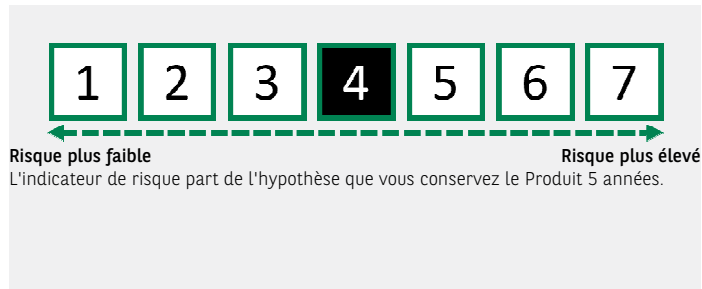 1 2 3 4 5 6 7
Risque plus faible Risque plus élevé
L'indicateur de risque part de l'hypothèse que vous conservez le Produit 5 années.